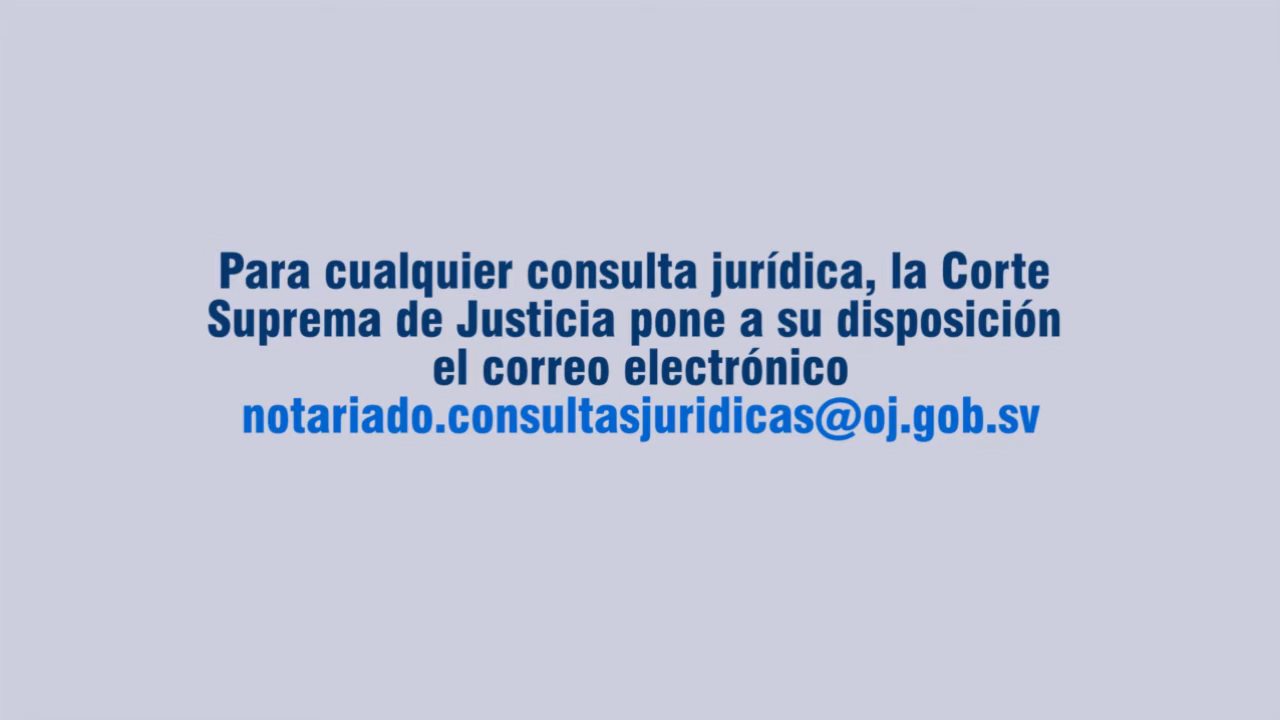 Para cualquier consulta jurídica, la Corte
Suprema de Justicia pone a su disposición
el correo electrónico
notariado.consultasjuridicas@oj.gob.sv